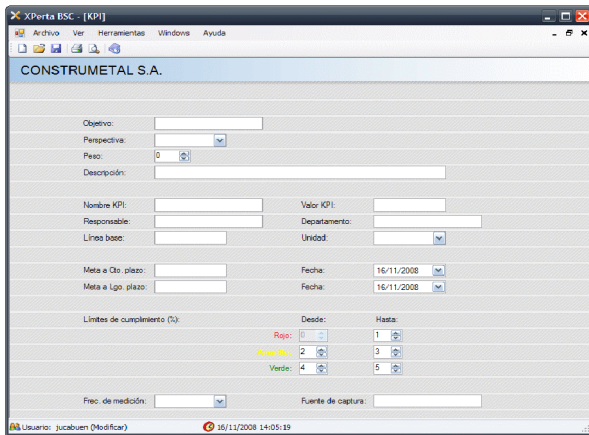 XPerta BSC - [KPI]
Archivo Ver Herramientas Windows Ayuda
CONSTRUMETAL S.A.
Objetivo:
Perspectiva:
Peso: 0
Descripción:
Nombre KPI: Valor KPI:
Responsable: Departamento:
Línea base: Unidad:
Meta a Cto. plazo: Fecha: 16/11/2008
Meta a Lgo. plazo: Fecha: 16/11/2008
Límites de cumplimiento (%): Desde: Hasta:
Rojo: 0 1
2 3
Verde: 4 5
Frec. de medición: Fuente de captura:
Usuario: jucabuen (Modificar) 16/11/2008 14:05:19